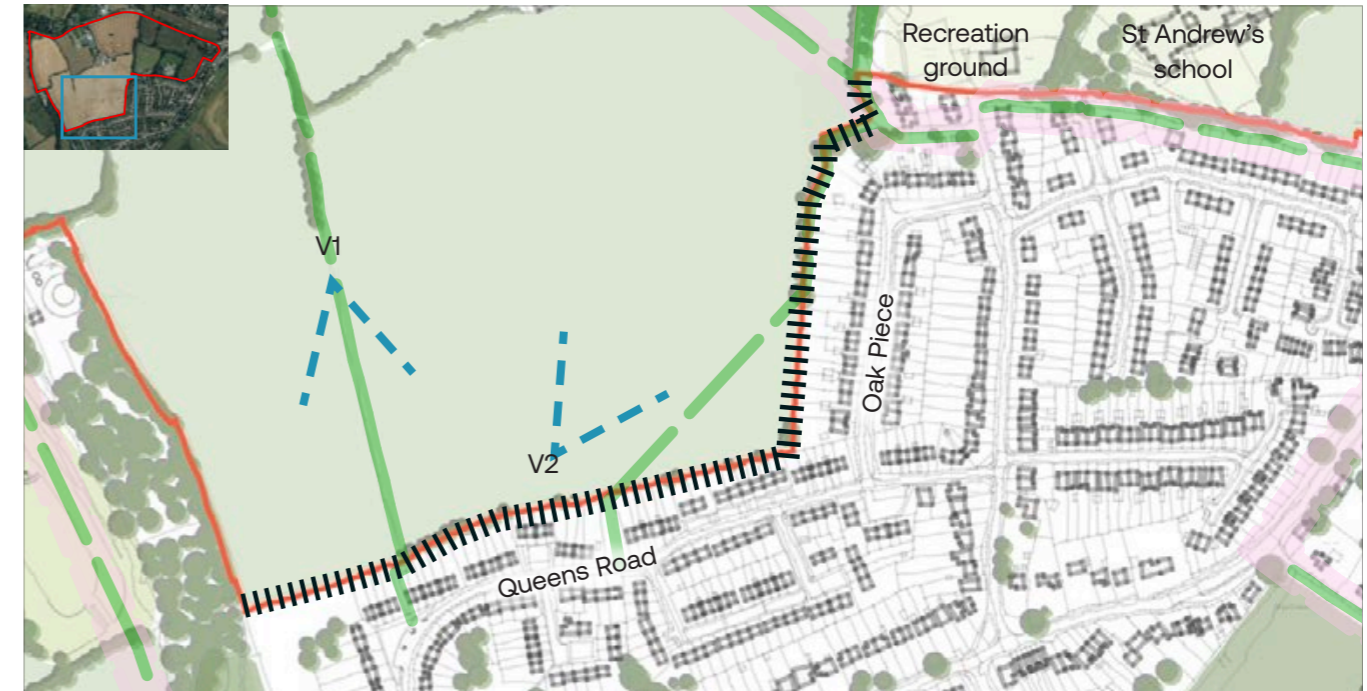 Recreation
ground
St Andrew's
school
V1
V2
Oak Piece
Queens Road